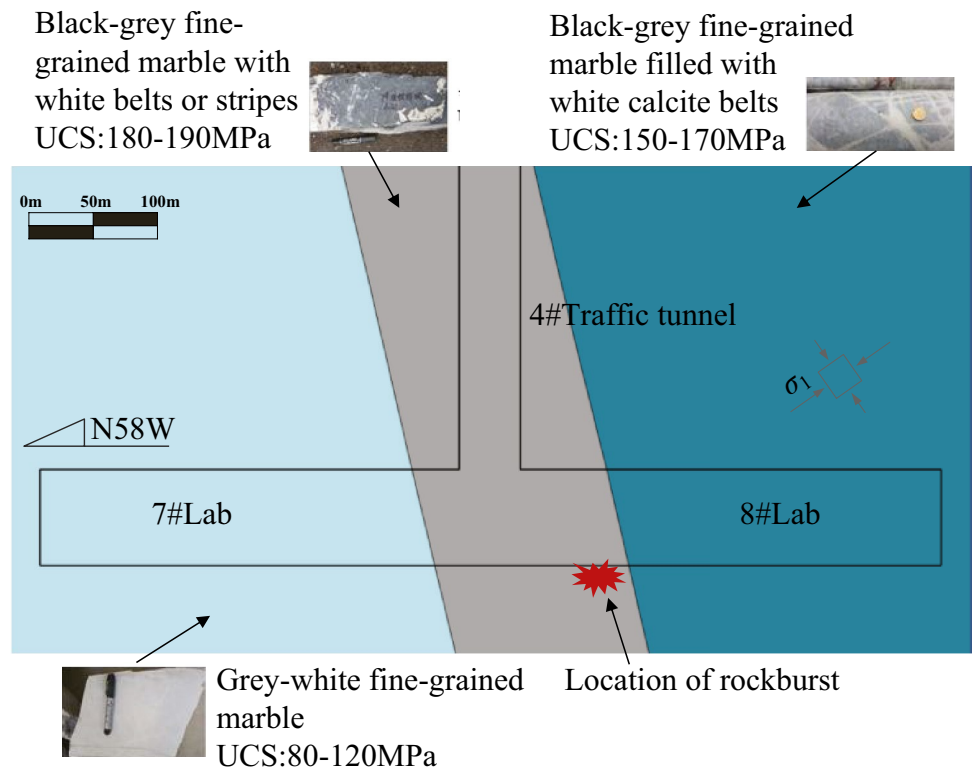 Black-grey fine-
grained marble with
white belts or stripes
UCS:180-190MPa
Black-grey fine-grained
marble filled with
white calcite belts
UCS:150-170MPa
0m 50m 100m
4#Traffic tunnel
σ1
N58W
7#Lab
8#Lab
Grey-white fine-grained
marble
UCS:80-120MPa
Location of rockburst